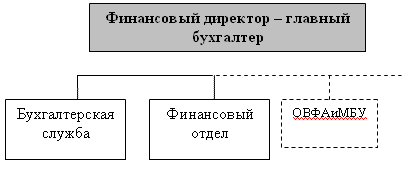 Финансовый директор – главный
бухгалтер
Бухгалтерская
служба
Финансовый
отдел
ОВФАиМБУ